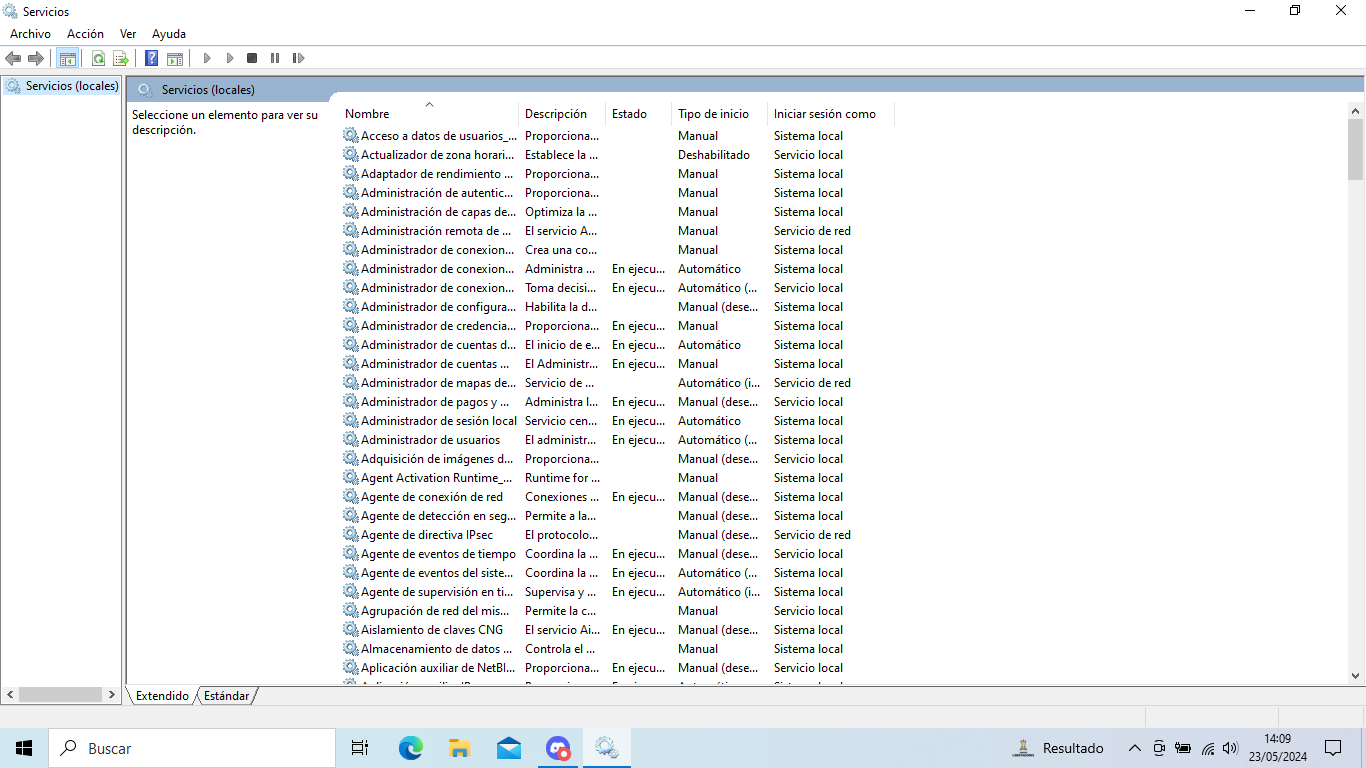 Servicios
Archivo Acción Ver Ayuda
Servicios (locales)
Servicios (locales)
Seleccione un elemento para ver su
descripción.
Nombre Descripción Estado Tipo de inicio Iniciar sesión como
Acceso a datos de usuarios_... Proporciona... Manual Sistema local
Actualizador de zona horari... Establece la ... Deshabilitado Servicio local
Adaptador de rendimiento ... Proporciona... Manual Sistema local
Administración de autentic... Proporciona... Manual Sistema local
Administración de capas de... Optimiza la ... Manual Sistema local
Administración remota de ... El servicio A... Manual Servicio de red
Administrador de conexion... Crea una co... Manual Sistema local
Administrador de conexion... Administra ... En ejecu... Automático Sistema local
Administrador de conexion... Toma decisi... En ejecu... Automático (... Servicio local
Administrador de configura... Habilita la d... Manual (dese... Sistema local
Administrador de credencia... Proporciona... En ejecu... Manual Sistema local
Administrador de cuentas d... El inicio de e... En ejecu... Automático Sistema local
Administrador de cuentas ... El Administr... En ejecu... Manual Sistema local
Administrador de mapas de... Servicio de ... Automático (i... Servicio de red
Administrador de pagos y ... Administra l... En ejecu... Manual (dese... Servicio local
Administrador de sesión local Servicio cen... En ejecu... Automático Sistema local
Administrador de usuarios El administr... En ejecu... Automático (... Sistema local
Adquisición de imágenes d... Proporciona... Manual (dese... Servicio local
Agent Activation Runtime_... Runtime for ... Manual Sistema local
Agente de conexión de red Conexiones ... En ejecu... Manual (dese... Sistema local
Agente de detección en seg... Permite a la... Manual (dese... Sistema local
Agente de directiva IPsec El protocolo... Manual (dese... Servicio de red
Agente de eventos de tiempo Coordina la ... En ejecu... Manual (dese... Servicio local
Agente de eventos del siste... Coordina la ... En ejecu... Automático (... Sistema local
Agente de supervisión en ti... Supervisa y ... En ejecu... Automático (i... Sistema local
Agrupación de red del mis... Permite la c... Manual Servicio local
Aislamiento de claves CNG El servicio Ai... En ejecu... Manual (dese... Sistema local
Almacenamiento de datos ... Controla el ... Manual Sistema local
Aplicación auxiliar de NetBI... Proporciona... En ejecu... Manual (dese... Servicio local
Extendido Estándar
Buscar
Resultado
14:09
23/05/2024